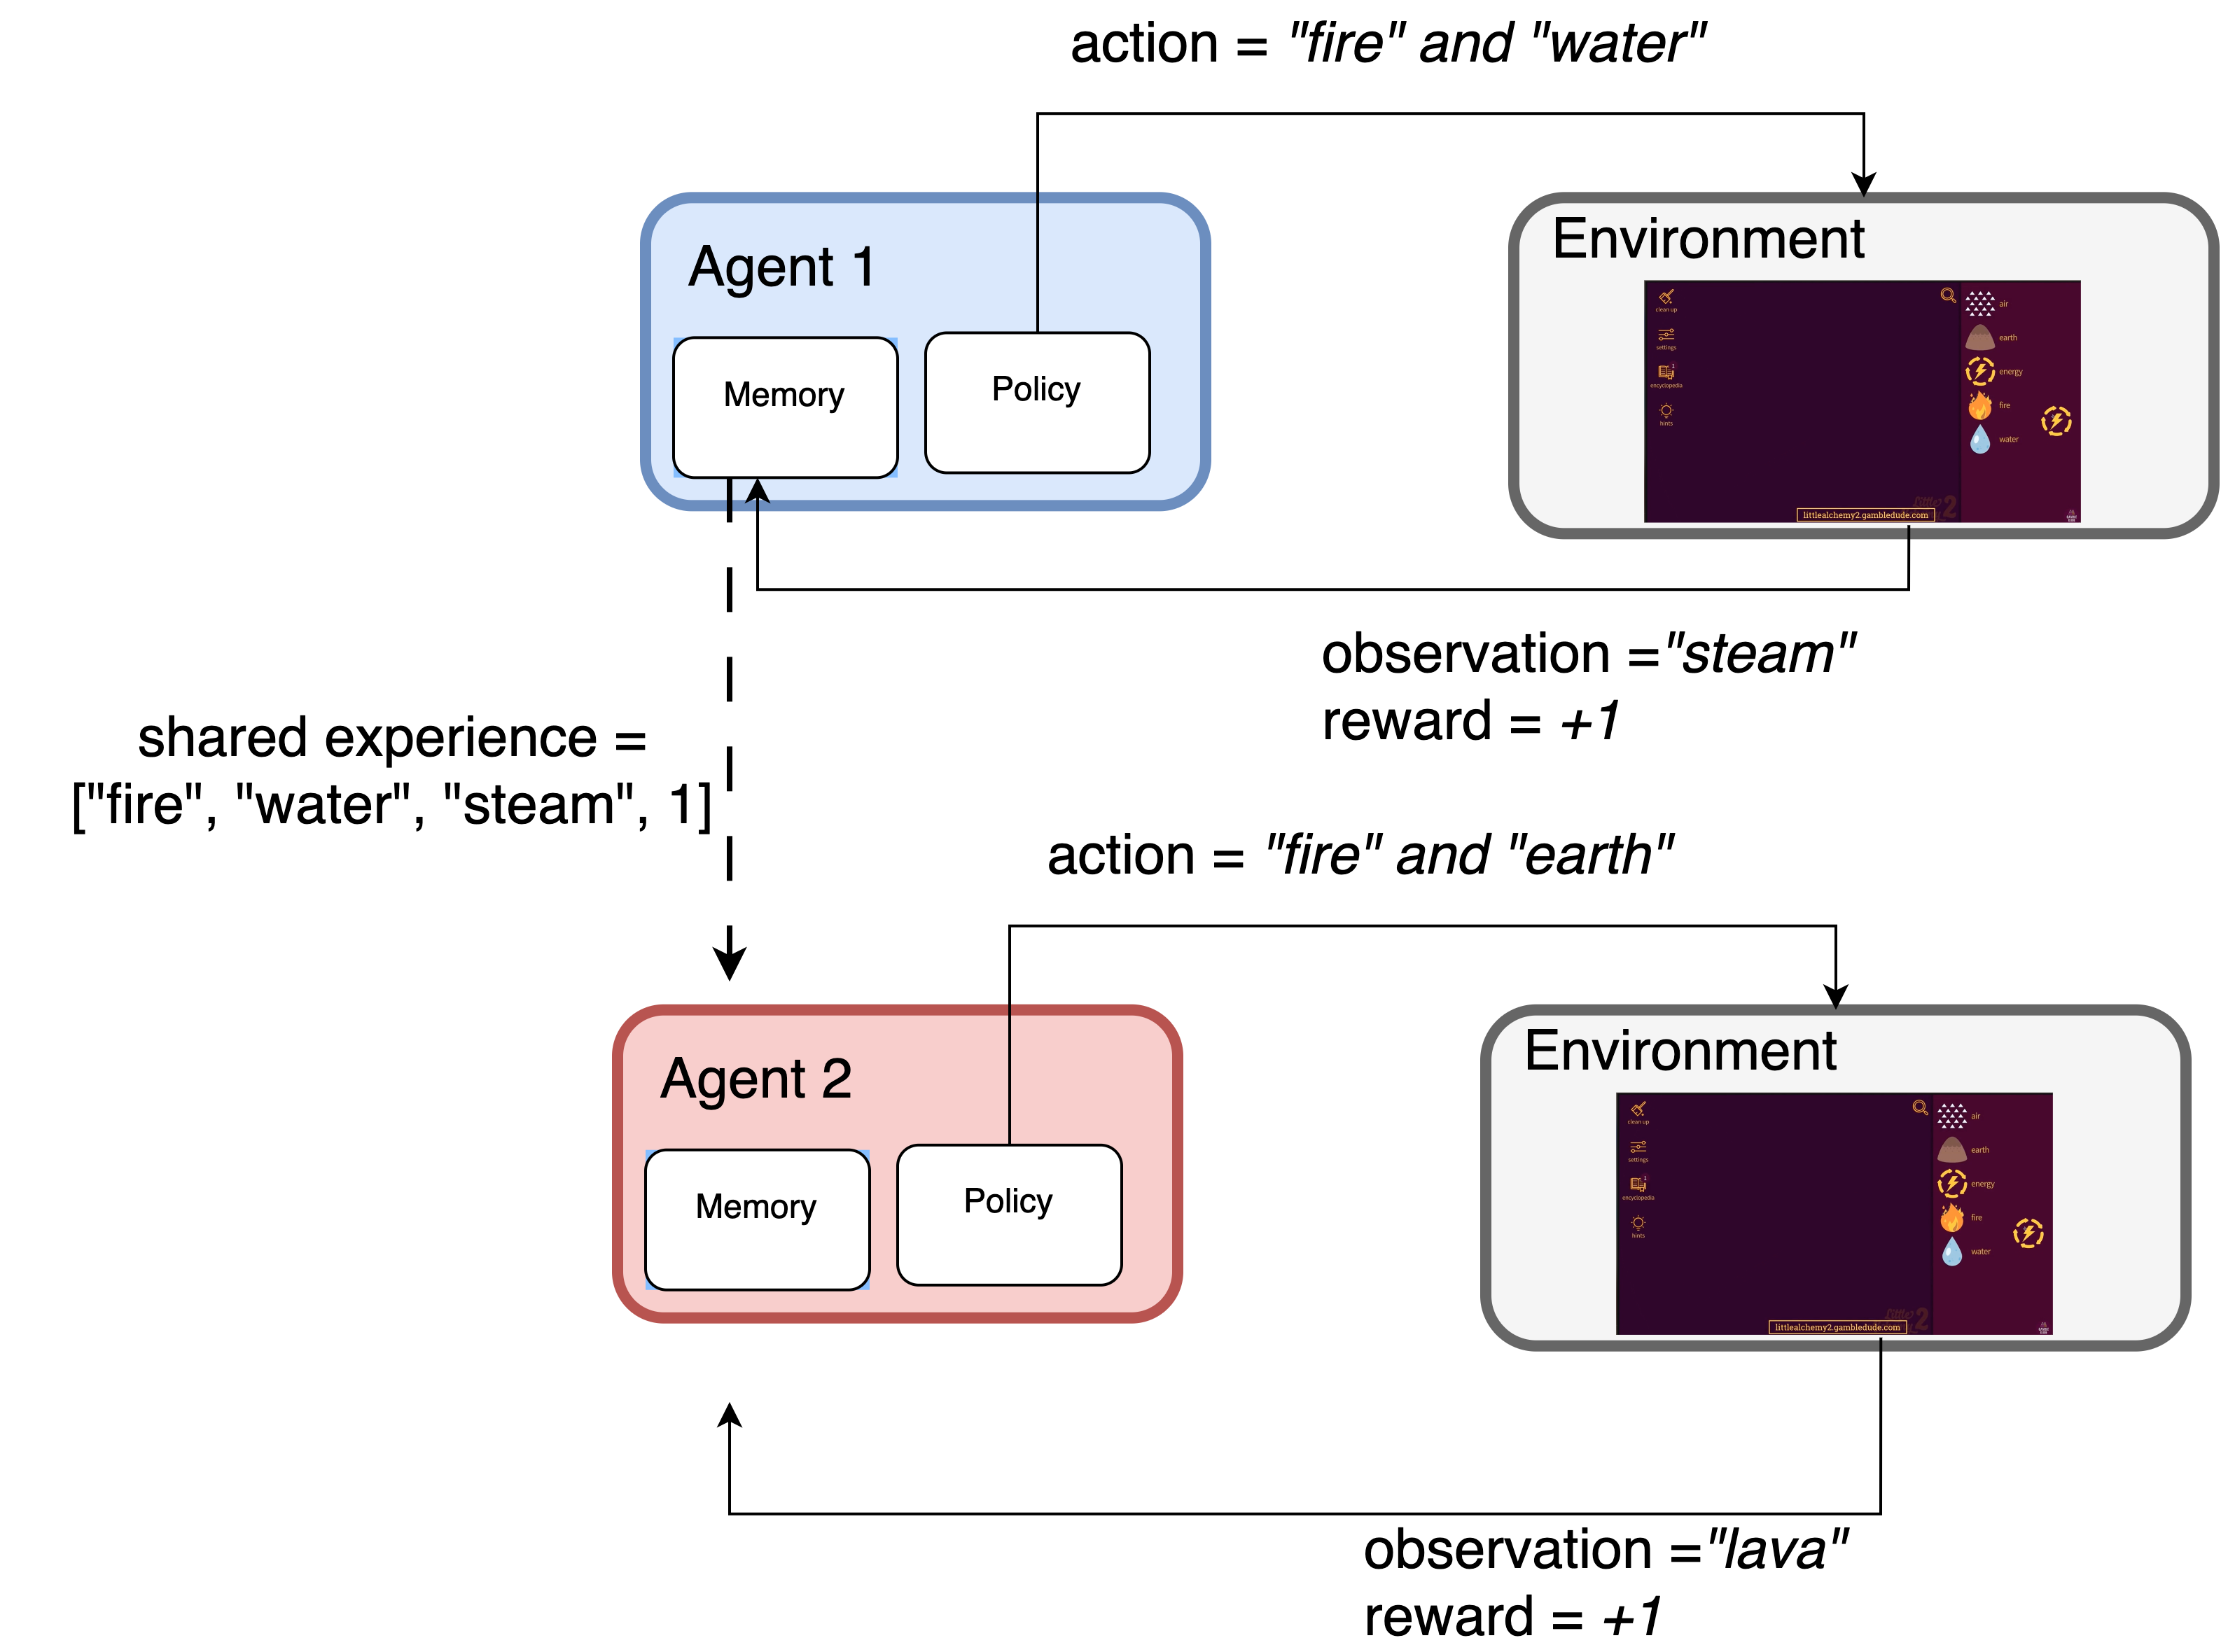 action = "fire" and "water"
Agent 1
Memory
Policy
Environment
clean up
settings
encyclopedia
hints
air
earth
energy
fire
water
littlealchemy2.gambledude.com
observation ="steam"
reward = +1
shared experience =
["fire", "water", "steam", 1]
action = "fire" and "earth"
Agent 2
Memory
Policy
Environment
clean up
settings
encyclopedia
hints
air
earth
energy
fire
water
littlealchemy2.gambledude.com
observation ="lava"
reward = +1